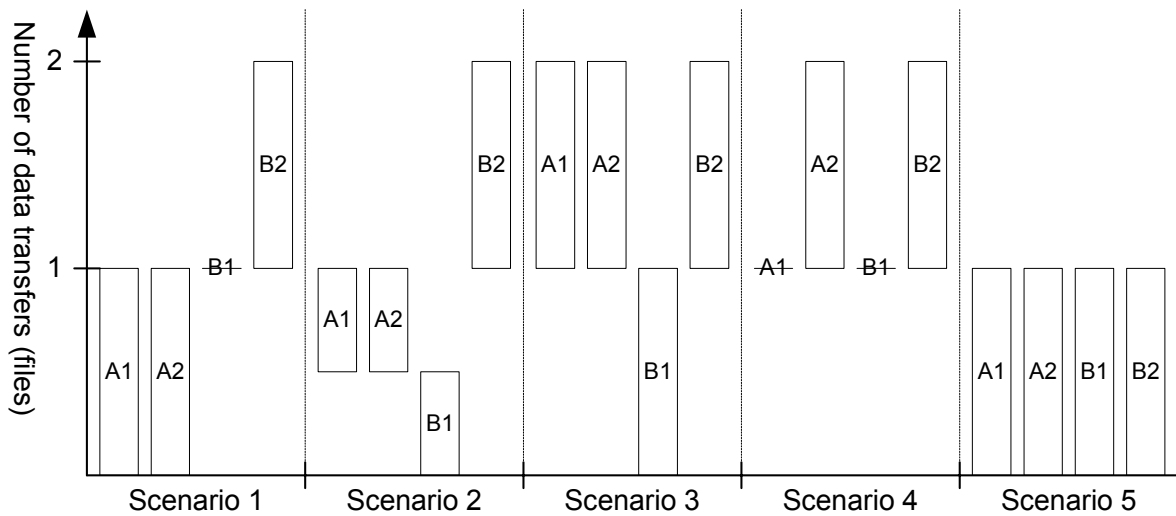 Number of data transfers (files)
2
1
A1
A2
B1
B2
A1
A2
B1
B2
A1
A2
B1
B2
A1
A2
B1
B2
A1
A2
B1
B2
Scenario 1
Scenario 2
Scenario 3
Scenario 4
Scenario 5